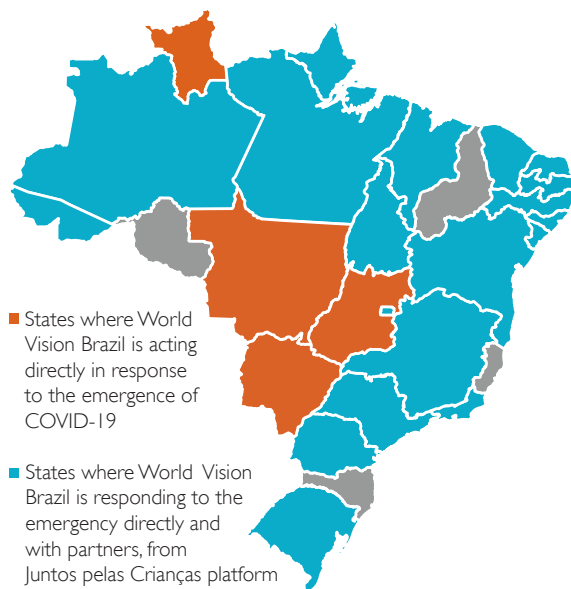 States where World
Vision Brazil is acting
directly in response
to the emergence of
COVID-19
States where World Vision
Brazil is responding to the
emergency directly and
with partners, from
Juntos pelas Crianças platform